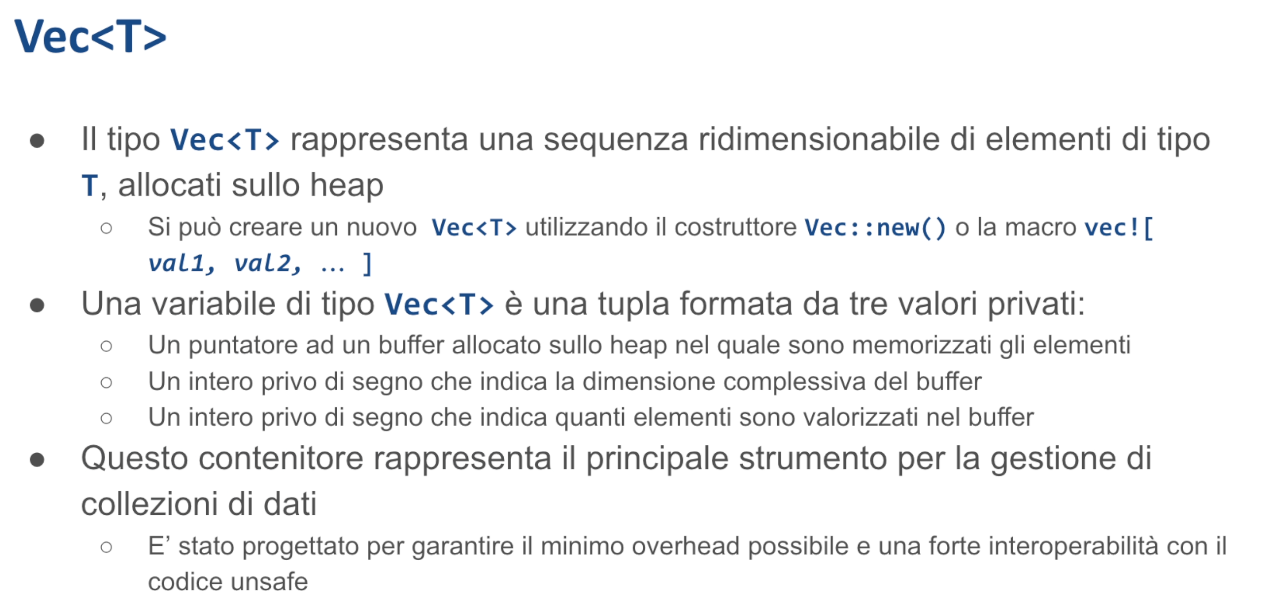 Vec<T>
● Il tipo Vec<T> rappresenta una sequenza ridimensionabile di elementi di tipo
T, allocati sullo heap
○ Si può creare un nuovo Vec<T> utilizzando il costruttore Vec::new() o la macro vec![
val1, val2, … ]
● Una variabile di tipo Vec<T> è una tupla formata da tre valori privati:
○ Un puntatore ad un buffer allocato sullo heap nel quale sono memorizzati gli elementi
○ Un intero privo di segno che indica la dimensione complessiva del buffer
○ Un intero privo di segno che indica quanti elementi sono valorizzati nel buffer
● Questo contenitore rappresenta il principale strumento per la gestione di
collezioni di dati
○ E’ stato progettato per garantire il minimo overhead possibile e una forte interoperabilità con il
codice unsafe